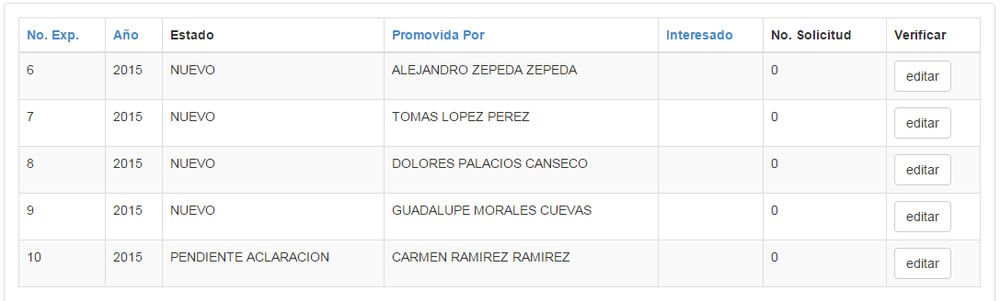 No. Exp. Año Estado Promovida Por Interesado No. Solicitud Verificar
6 2015 NUEVO ALEJANDRO ZEPEDA ZEPEDA 0 editar
7 2015 NUEVO TOMAS LOPEZ PEREZ 0 editar
8 2015 NUEVO DOLORES PALACIOS CANSECO 0 editar
9 2015 NUEVO GUADALUPE MORALES CUEVAS 0 editar
10 2015 PENDIENTE ACLARACION CARMEN RAMIREZ RAMIREZ 0 editar